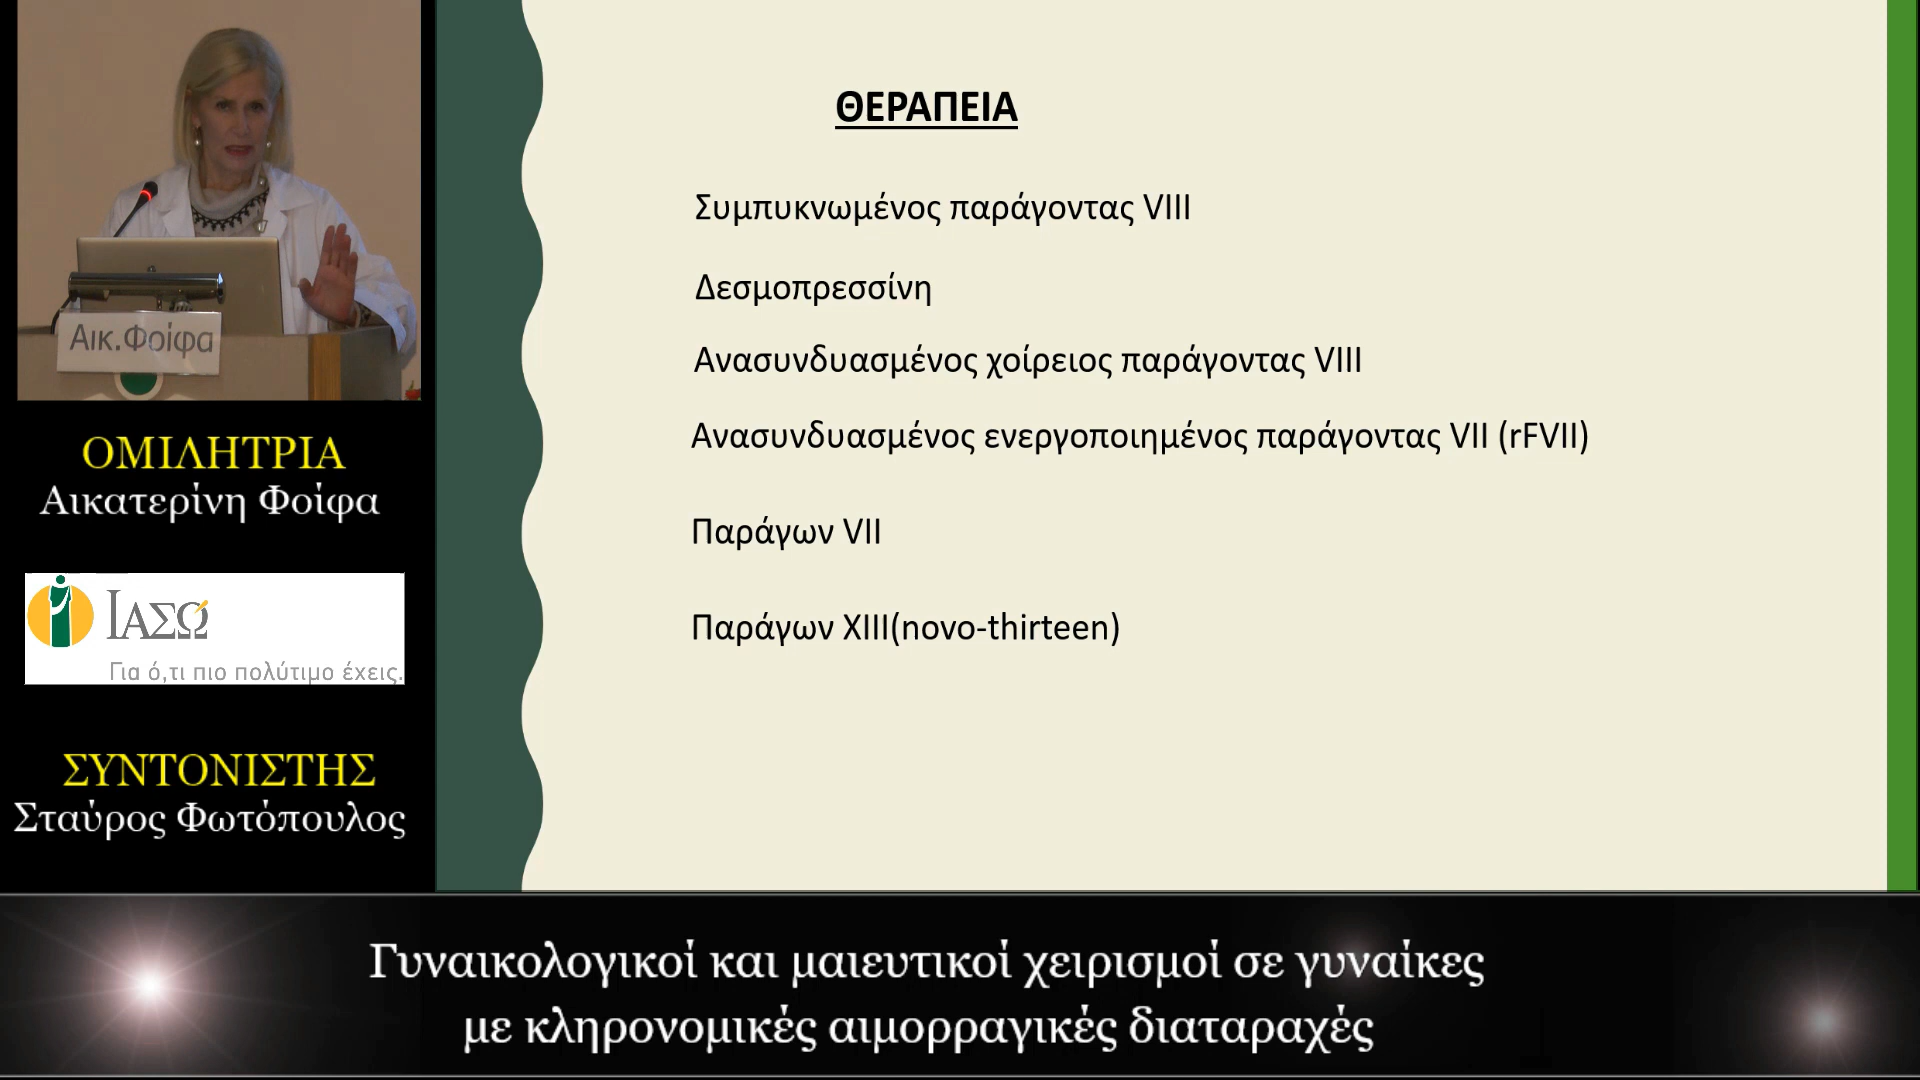 Αικ.Φοίφα
ΟΜΙΛΗΤΡΙΑ
Αικατερίνη Φοίφα
ΙΑΣΩ
Για ό,τι πιο πολύτιμο έχεις.
ΣΥΝΤΟΝΙΣΤΗΣ
Σταύρος Φωτόπουλος
ΘΕΡΑΠΕΙΑ
Συμπυκνωμένος παράγοντας VIII
Δεσμοπρεσσίνη
Ανασυνδυασμένος χοίρειος παράγοντας VIII
Ανασυνδυασμένος ενεργοποιημένος παράγοντας VII (rFVII)
Παράγων VII
Παράγων XIII(novo-thirteen)
Γυναικολογικοί και μαιευτικοί χειρισμοί σε γυναίκες
με κληρονομικές αιμορραγικές διαταραχές